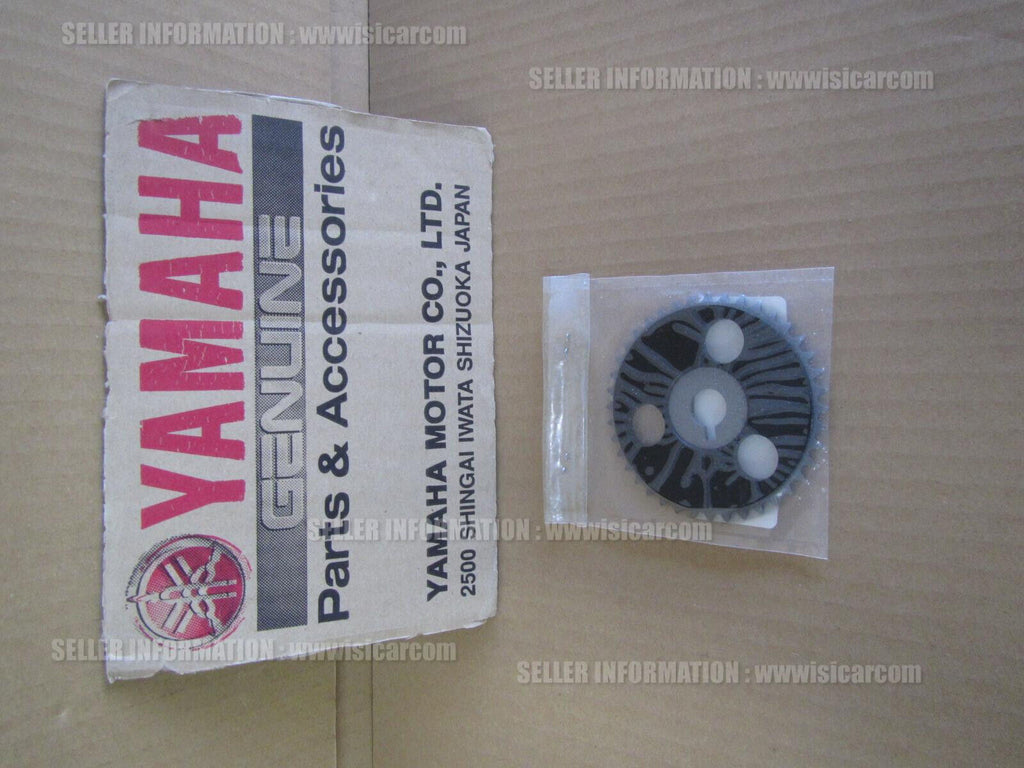 SELLER INFORMATION : wwwisicarcom
SELLER INFORMATION : wwwisicarcom
YAMAHA
GENUINE
Parts & Accessories
YAMAHA MOTOR CO., LTD.
2500 SHINGAI IWATA SHIZUOKA JAPAN
SELLER INFORMATION : wwwisicarcom
SELLER INFORMATION : wwwisicarcom
SELLER INFORMATION : wwwisicarcom